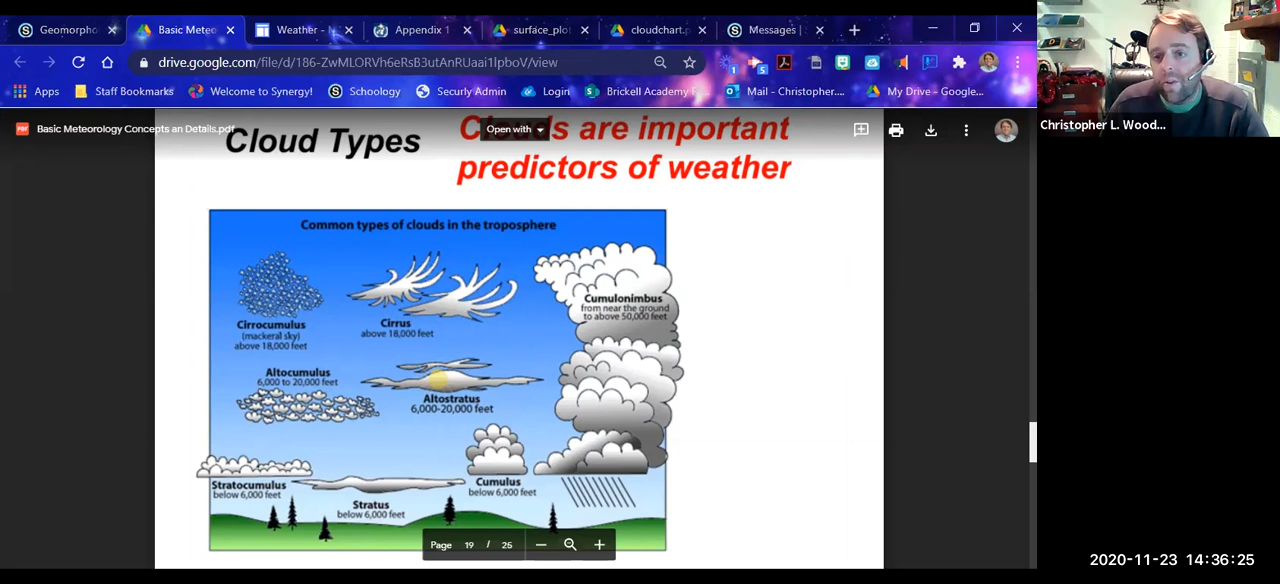 Geomorpho
Basic Meteo
Weather -
Appendix 1
surface_plot
cloudchart.p
Messages |
drive.google.com/file/d/186-ZwMLORVh6eRsB3utAnRUaai1lpboV/view
Apps
Staff Bookmarks
Welcome to Synergy!
Schoology
Securly Admin
Login
Brickell Academy F
Mail - Christopher....
My Drive - Google...
Christopher L. Wood...
Basic Meteorology Concepts an Details.pdf
Open with
Cloud Types
Clouds are important
predictors of weather
Common types of clouds in the troposphere
Cirrocumulus
(mackeral sky)
above 18,000 feet
Cirrus
above 18,000 feet
Cumulonimbus
from near the ground
to above 50,000 feet
Altocumulus
6,000 to 20,000 feet
Altostratus
6,000-20,000 feet
Stratocumulus
below 6,000 feet
Stratus
below 6,000 feet
Cumulus
below 6,000 feet
Page 19 / 25
2020-11-23 14:36:25